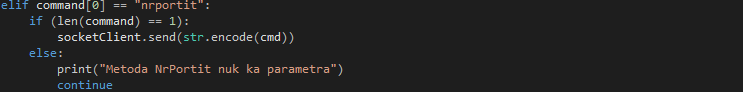 elif command[0] == "nrportit":
    if (len(command) == 1):
        socketClient.send(str.encode(cmd))
    else:
        print("Metoda NrPortit nuk ka parametra")
        continue